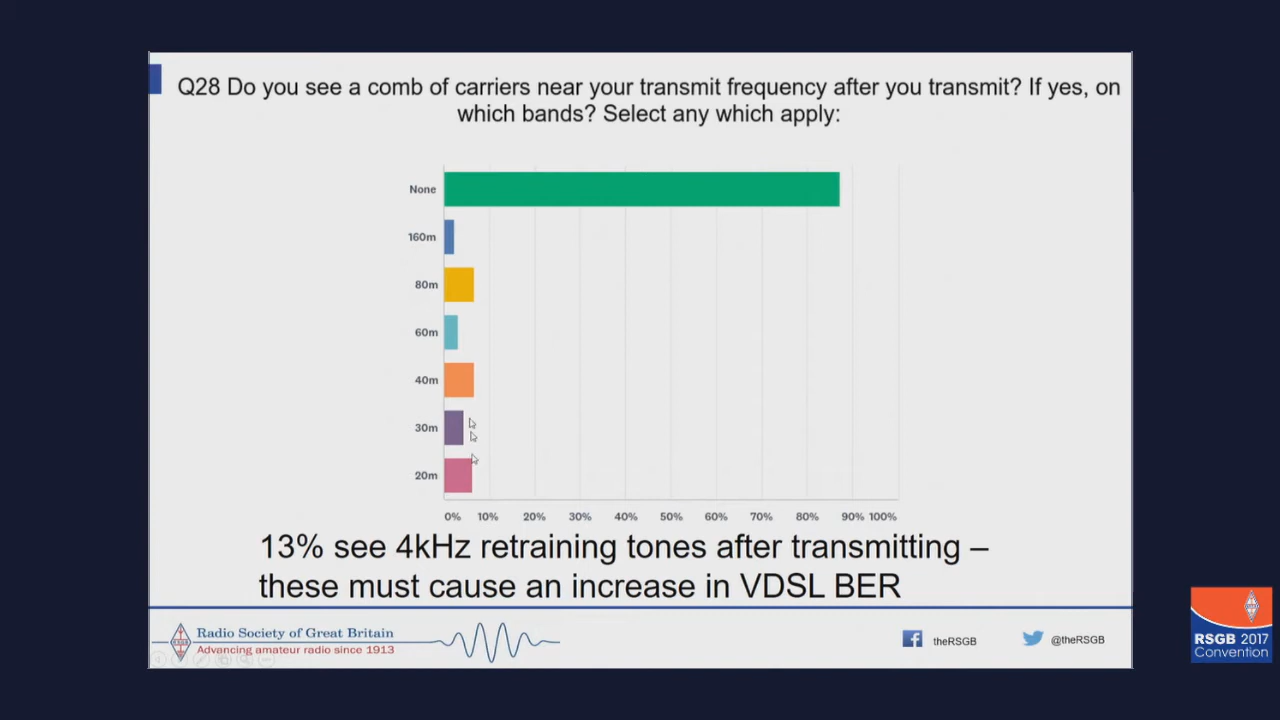 Q28 Do you see a comb of carriers near your transmit frequency after you transmit? If yes, on
which bands? Select any which apply:
None
160m
80m
60m
40m
30m
20m
0% 10% 20% 30% 40% 50% 60% 70% 80% 90% 100%
13% see 4kHz retraining tones after transmitting –
these must cause an increase in VDSL BER
Radio Society of Great Britain
Advancing amateur radio since 1913
theRSGB
@theRSGB
RSGB 2017
Convention